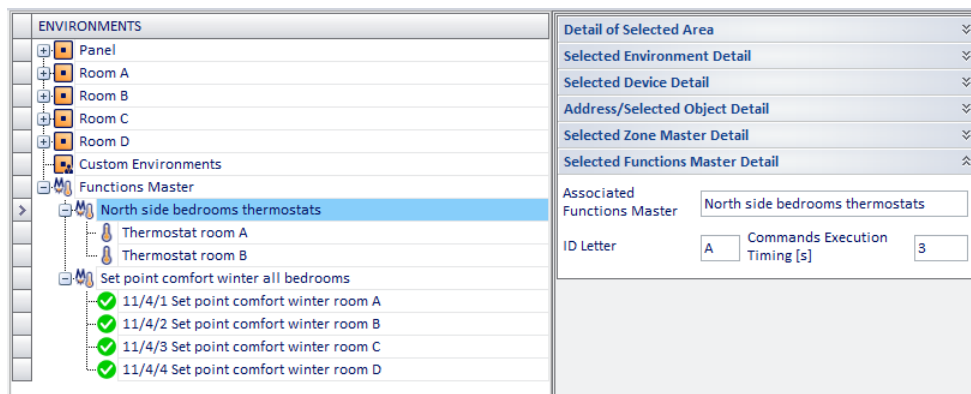 ENVIRONMENTS
Panel
Room A
Room B
Room C
Room D
Custom Environments
Functions Master
North side bedrooms thermostats
Thermostat room A
Thermostat room B
Set point comfort winter all bedrooms
11/4/1 Set point comfort winter room A
11/4/2 Set point comfort winter room B
11/4/3 Set point comfort winter room C
11/4/4 Set point comfort winter room D
Detail of Selected Area
Selected Environment Detail
Selected Device Detail
Address/Selected Object Detail
Selected Zone Master Detail
Selected Functions Master Detail
Associated
Functions Master
North side bedrooms thermostats
ID Letter
A
Commands Execution
Timing [s]
3